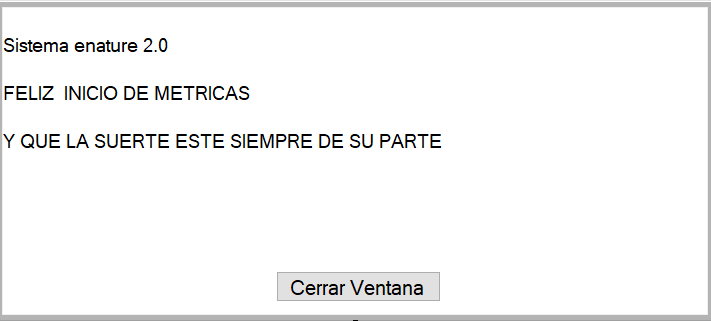 Sistema enature 2.0
FELIZ  INICIO DE METRICAS
Y QUE LA SUERTE ESTE SIEMPRE DE SU PARTE
Cerrar Ventana